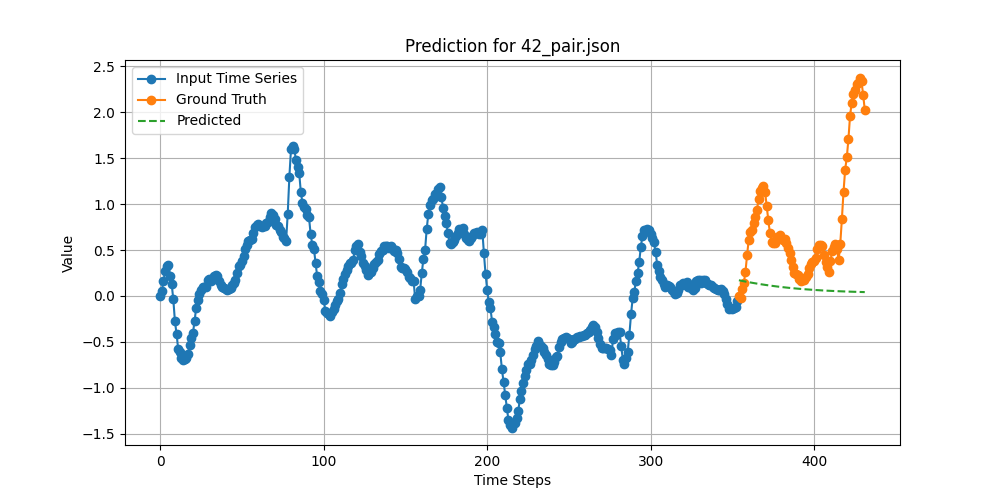 Prediction for 42_pair.json
Input Time Series
Ground Truth
Predicted
2.5
2.0
1.5
1.0
0.5
0.0
−0.5
−1.0
−1.5
Value
0 100 200 300 400
Time Steps